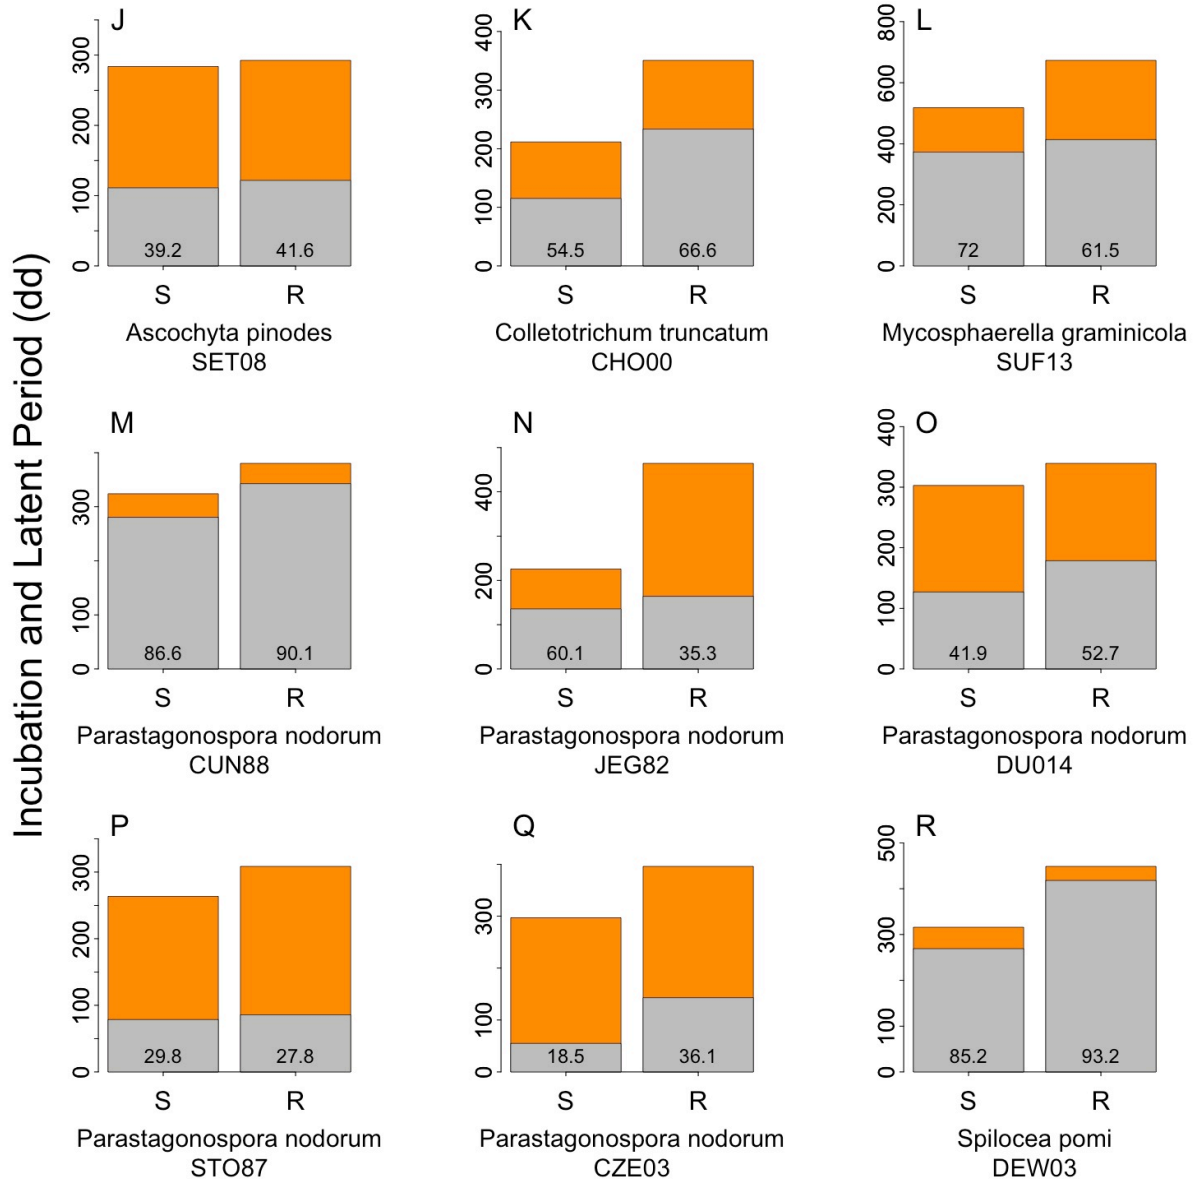 Incubation and Latent Period (dd)
J
300
200
100
0
39.2
41.6
S
R
Ascochyta pinodes
SET08
K
400
300
200
100
0
54.5
66.6
S
R
Colletotrichum truncatum
CHO00
L
800
600
400
200
0
72
61.5
S
R
Mycosphaerella graminicola
SUF13
M
300
100
0
86.6
90.1
S
R
Parastagonospora nodorum
CUN88
N
400
200
0
60.1
35.3
S
R
Parastagonospora nodorum
JEG82
O
400
300
200
100
0
41.9
52.7
S
R
Parastagonospora nodorum
DU014
P
300
200
100
0
29.8
27.8
S
R
Parastagonospora nodorum
STO87
Q
300
100
0
18.5
36.1
S
R
Parastagonospora nodorum
CZE03
R
500
300
100
0
85.2
93.2
S
R
Spilocea pomi
DEW03